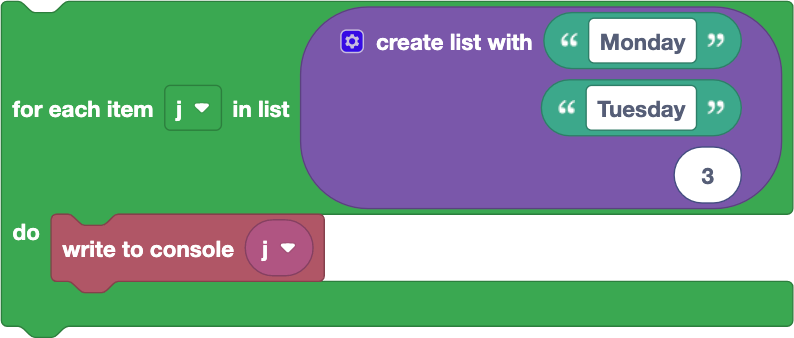 create list with “ Monday ”
for each item j in list “ Tuesday ”
3
do
write to console j